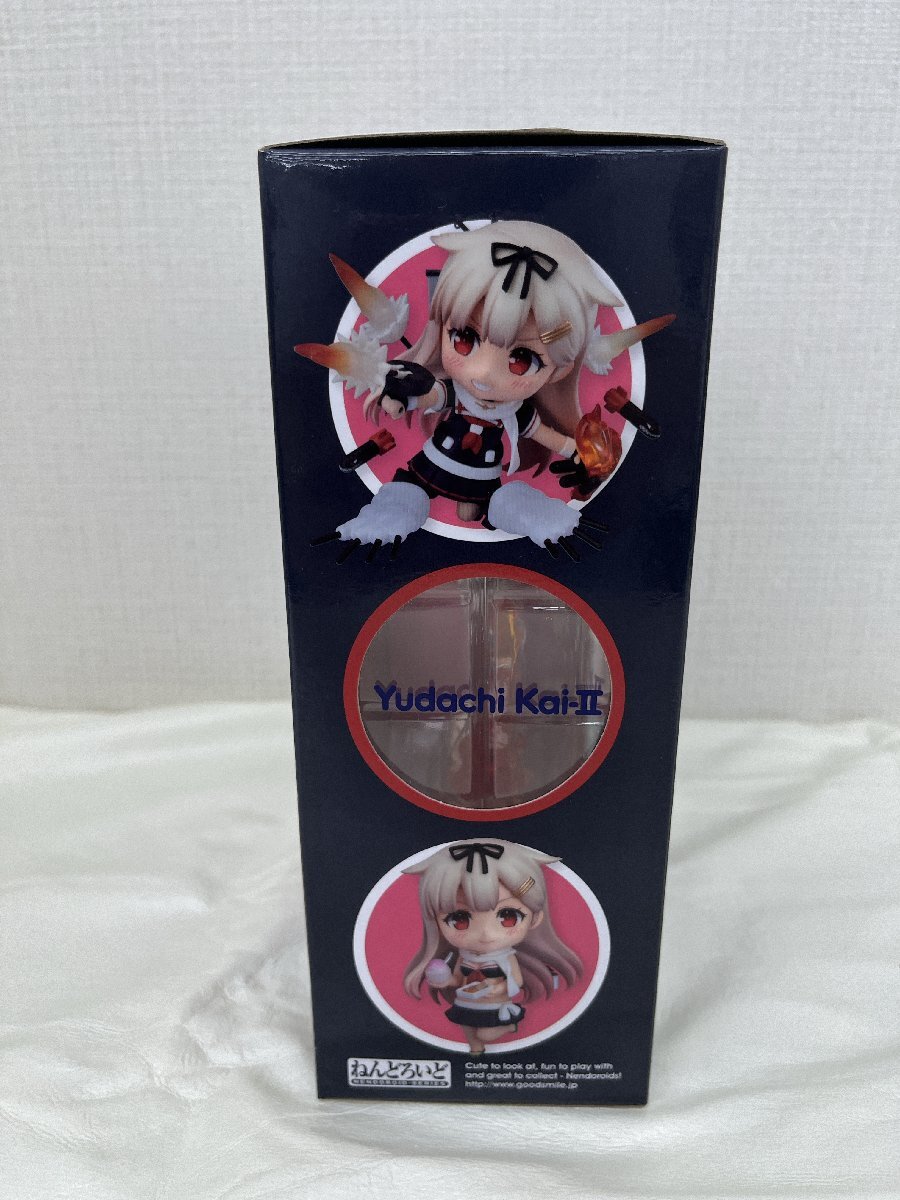 Yudachi Kai-II
ねんどろいど
NENDOROID SERIES
Cute to look at, fun to play with
and great to collect - Nendoroids!
http://www.goodsmile.jp